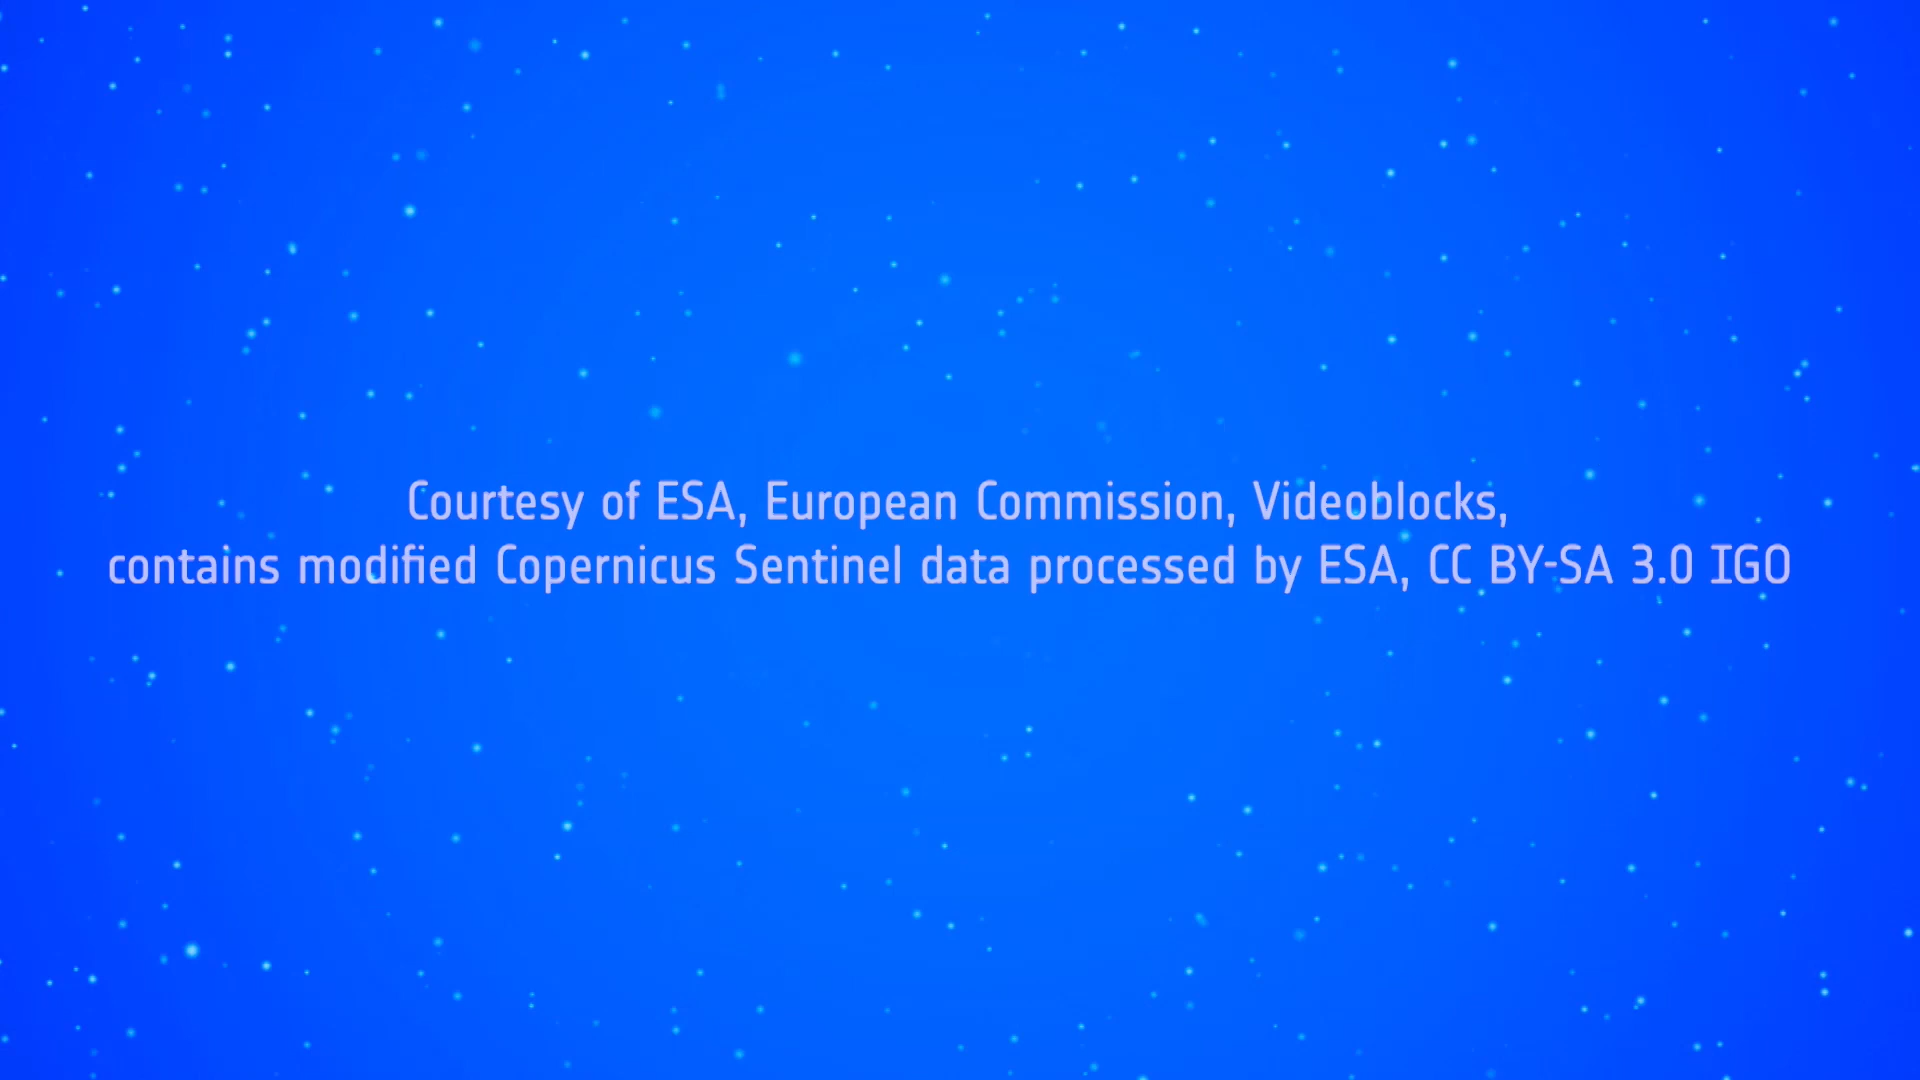 Courtesy of ESA, European Commission, Videoblocks,
contains modified Copernicus Sentinel data processed by ESA, CC BY-SA 3.0 IGO